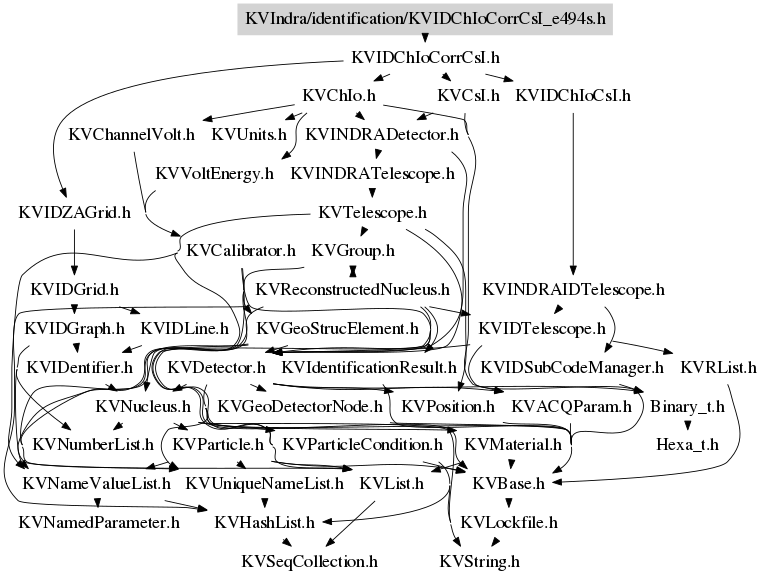 KVIndra/identification/KVIDChIoCorrCsI_e494s.h
KVIDChIoCorrCsI.h
KVChIo.h KVCsI.h KVIDChIoCsI.h
KVChannelVolt.h KVUnits.h KVINDRADetector.h
KVVoltEnergy.h KVINDRATelescope.h
KVIDZAGrid.h KVTelescope.h
KVCalibrator.h KVGroup.h
KVIDGrid.h KVReconstructedNucleus.h KVINDRAIDTelescope.h
KVIDGraph.h KVIDLine.h KVGeoStrucElement.h KVIDTelescope.h
KVIDentifier.h KVDetector.h KVIdentificationResult.h KVIDSubCodeManager.h KVRList.h
KVNucleus.h KVGeoDetectorNode.h KVPosition.h KVACQParam.h Binary_t.h
KVNumberList.h KVParticle.h KVParticleCondition.h KVMaterial.h Hexa_t.h
KVNameValueList.h KVUniqueNameList.h KVList.h KVBase.h
KVNamedParameter.h KVHashList.h KVLockfile.h
KVSeqCollection.h KVString.h